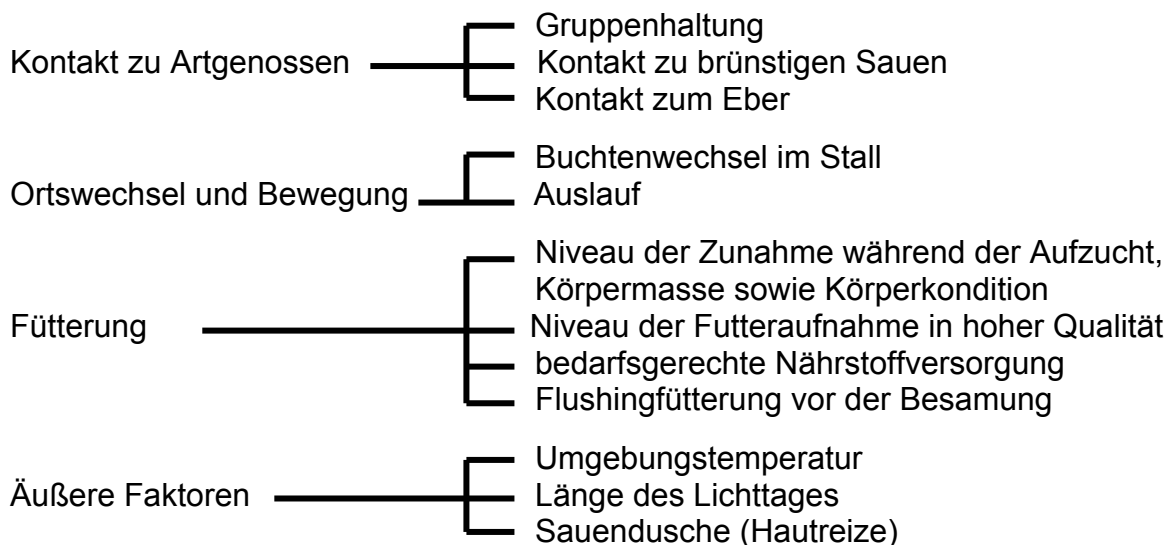 Gruppenhaltung
Kontakt zu Artgenossen
Kontakt zu brünstigen Sauen
Kontakt zum Eber
Buchtenwechsel im Stall
Ortswechsel und Bewegung
Auslauf
Niveau der Zunahme während der Aufzucht,
Körpermasse sowie Körperkondition
Fütterung
Niveau der Futteraufnahme in hoher Qualität
bedarfsgerechte Nährstoffversorgung
Flushingfütterung vor der Besamung
Umgebungstemperatur
Äußere Faktoren
Länge des Lichttages
Sauendusche (Hautreize)